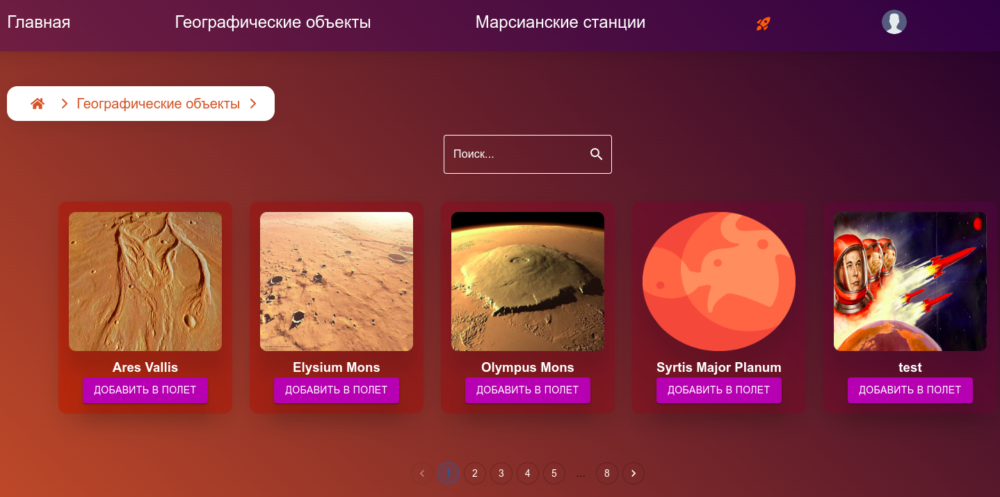 Главная Географические объекты Марсианские станции
Географические объекты
Поиск...
Ares Vallis Elysium Mons Olympus Mons Syrtis Major Planum test
ДОБАВИТЬ В ПОЛЕТ ДОБАВИТЬ В ПОЛЕТ ДОБАВИТЬ В ПОЛЕТ ДОБАВИТЬ В ПОЛЕТ ДОБАВИТЬ В ПОЛЕТ
1 2 3 4 5 ... 8